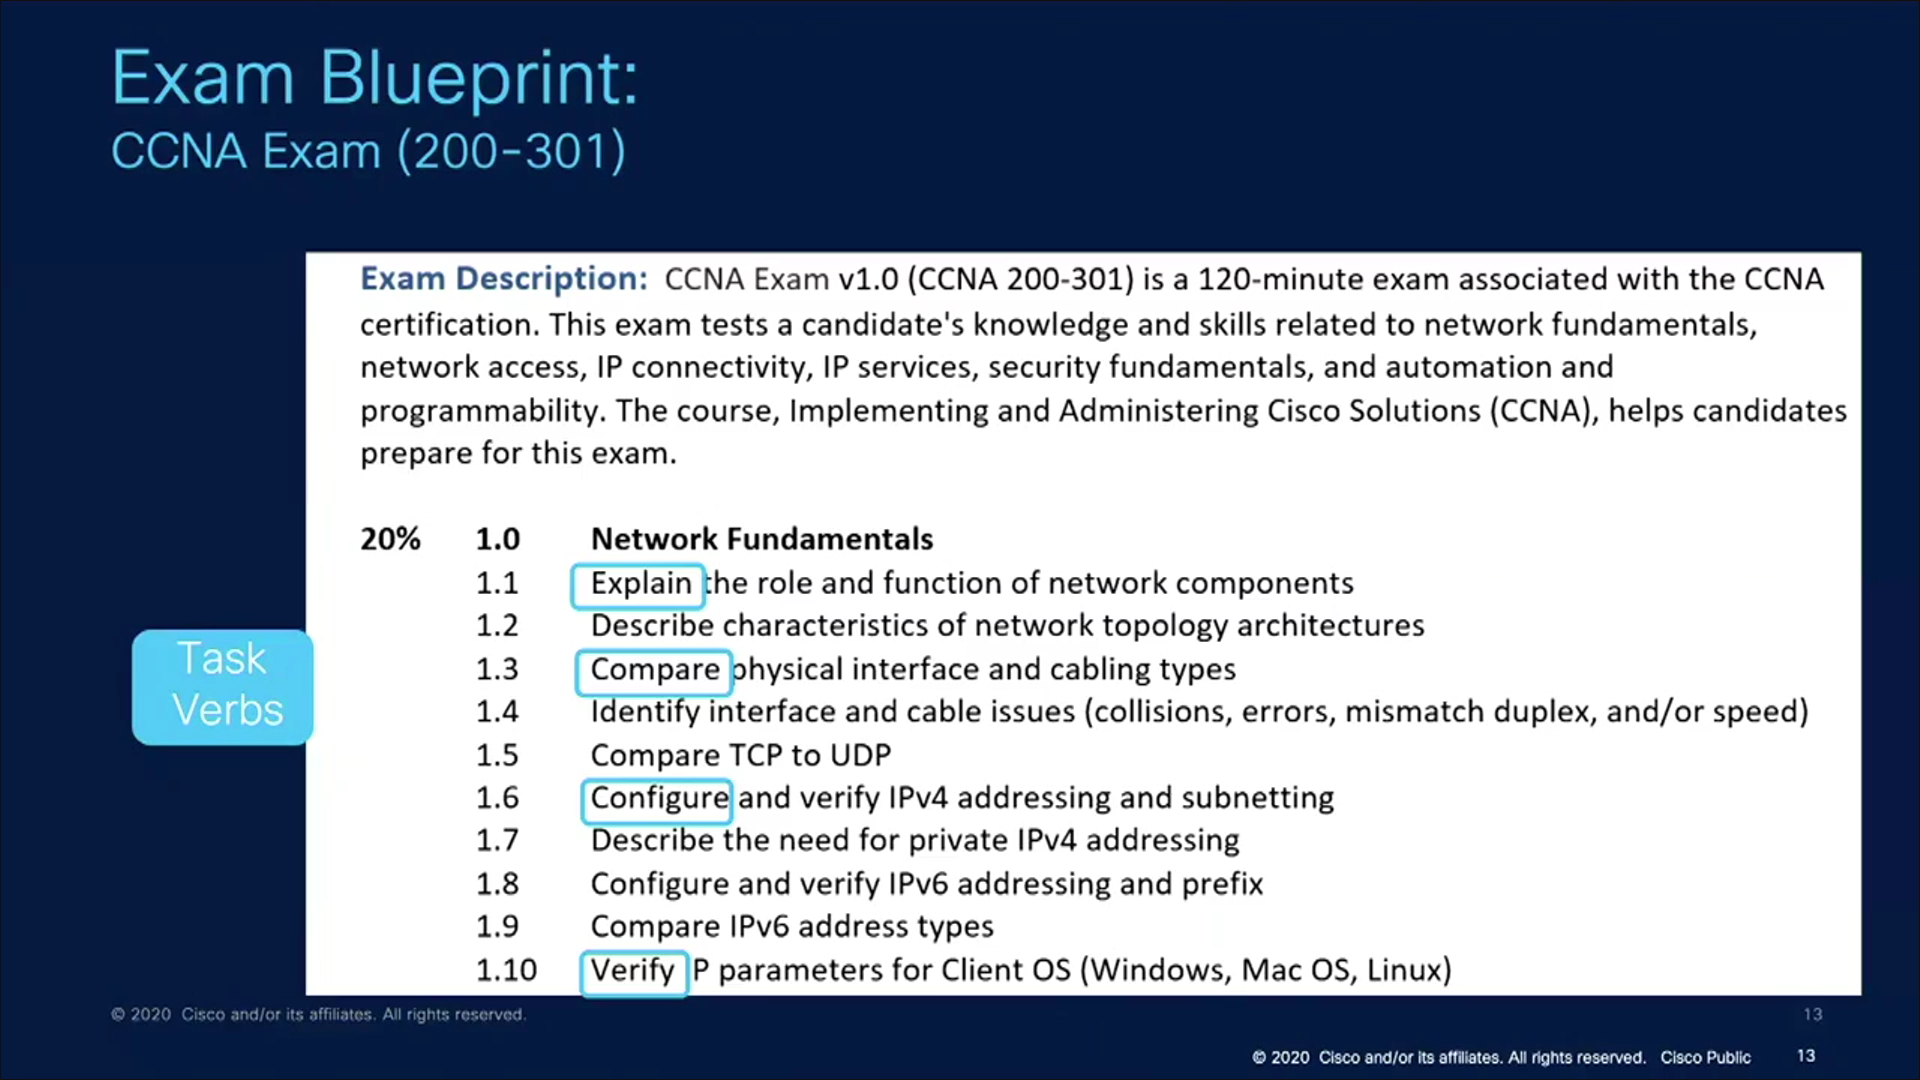 Exam Blueprint:
CCNA Exam (200-301)
Exam Description: CCNA Exam v1.0 (CCNA 200-301) is a 120-minute exam associated with the CCNA
certification. This exam tests a candidate's knowledge and skills related to network fundamentals,
network access, IP connectivity, IP services, security fundamentals, and automation and
programmability. The course, Implementing and Administering Cisco Solutions (CCNA), helps candidates
prepare for this exam.
20% 1.0 Network Fundamentals
1.1 Explain the role and function of network components
1.2 Describe characteristics of network topology architectures
1.3 Compare physical interface and cabling types
1.4 Identify interface and cable issues (collisions, errors, mismatch duplex, and/or speed)
1.5 Compare TCP to UDP
1.6 Configure and verify IPv4 addressing and subnetting
1.7 Describe the need for private IPv4 addressing
1.8 Configure and verify IPv6 addressing and prefix
1.9 Compare IPv6 address types
1.10 Verify P parameters for Client OS (Windows, Mac OS, Linux)
Task
Verbs
© 2020 Cisco and/or its affiliates. All rights reserved. 13
© 2020 Cisco and/or its affiliates. All rights reserved. Cisco Public 13